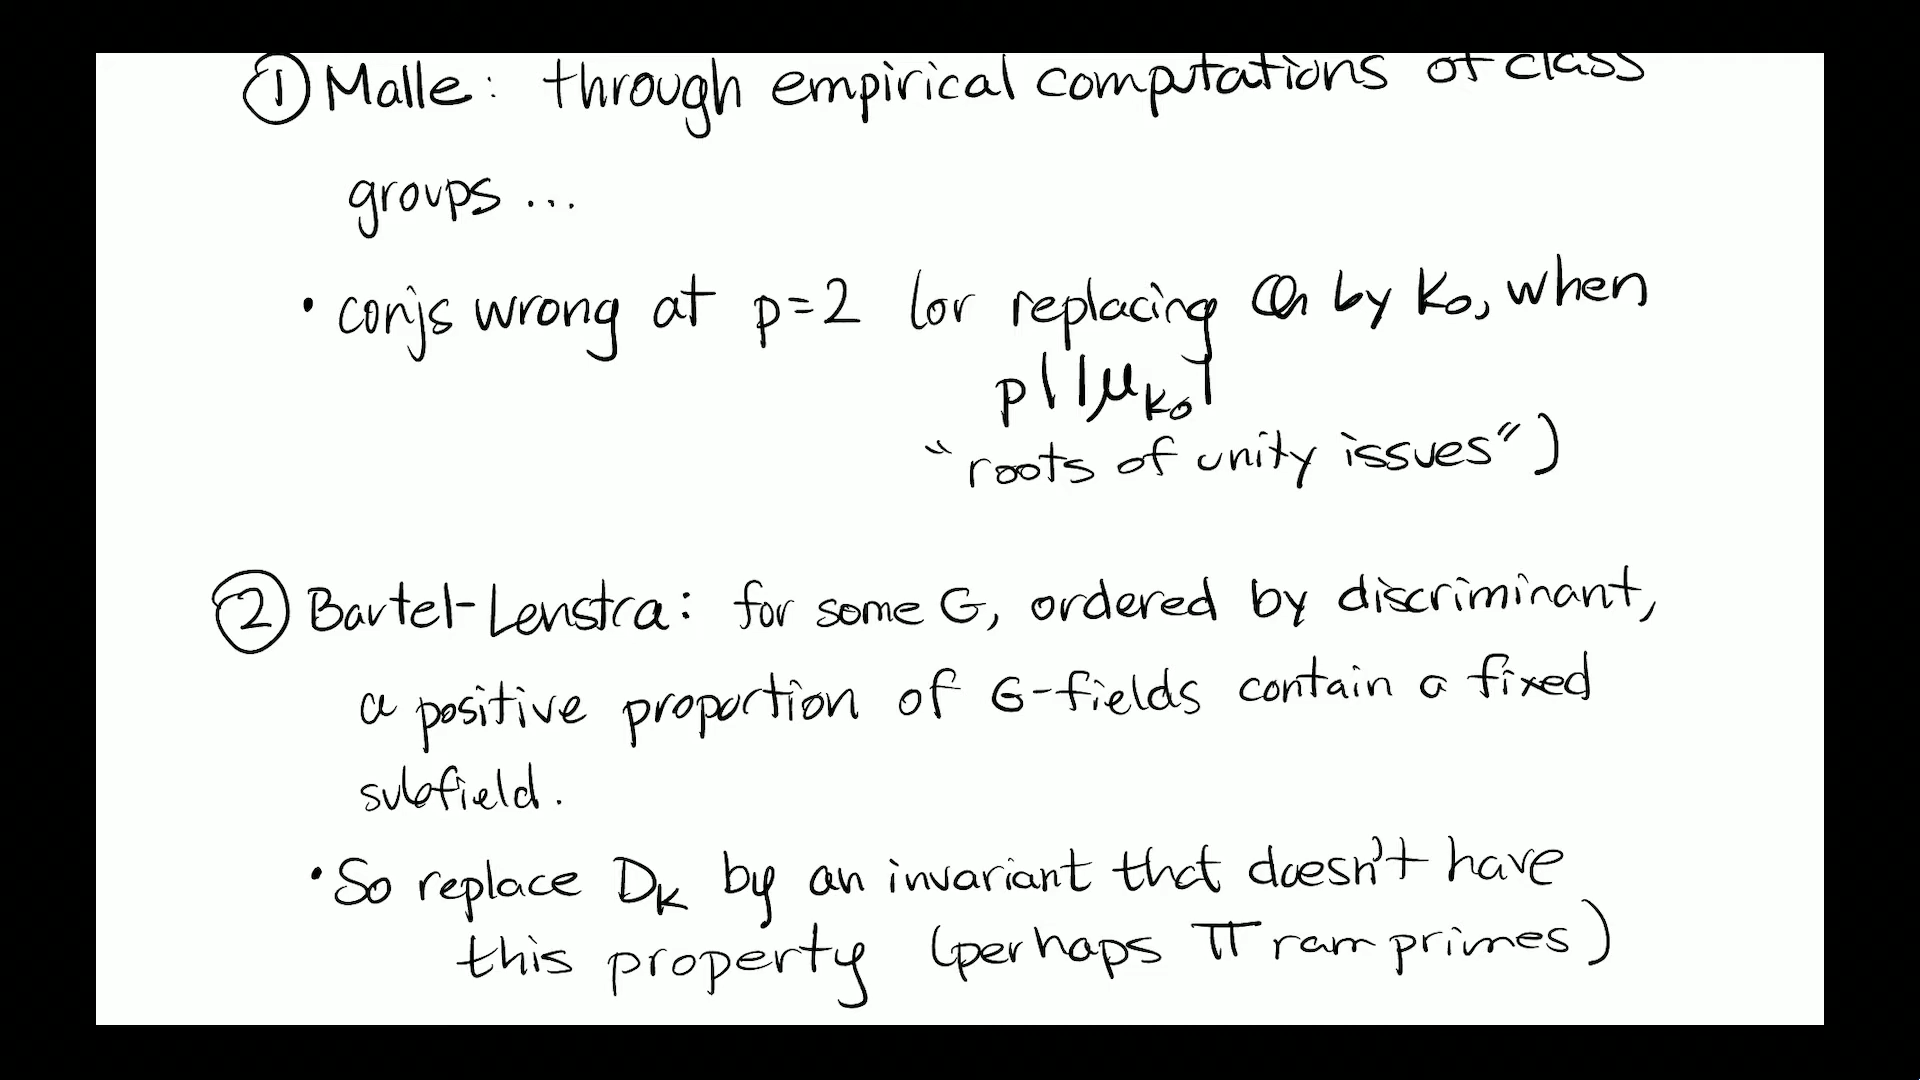 ① Malle: through empirical computations of class
groups ...
• conjs wrong at p=2 (or replacing ℚ by K₀, when
p | |μ_K₀|
"roots of unity issues")
② Bartel-Lenstra: for some G, ordered by discriminant,
a positive proportion of G-fields contain a fixed
subfield.
• So replace D_K by an invariant that doesn't have
this property (perhaps π ram primes)